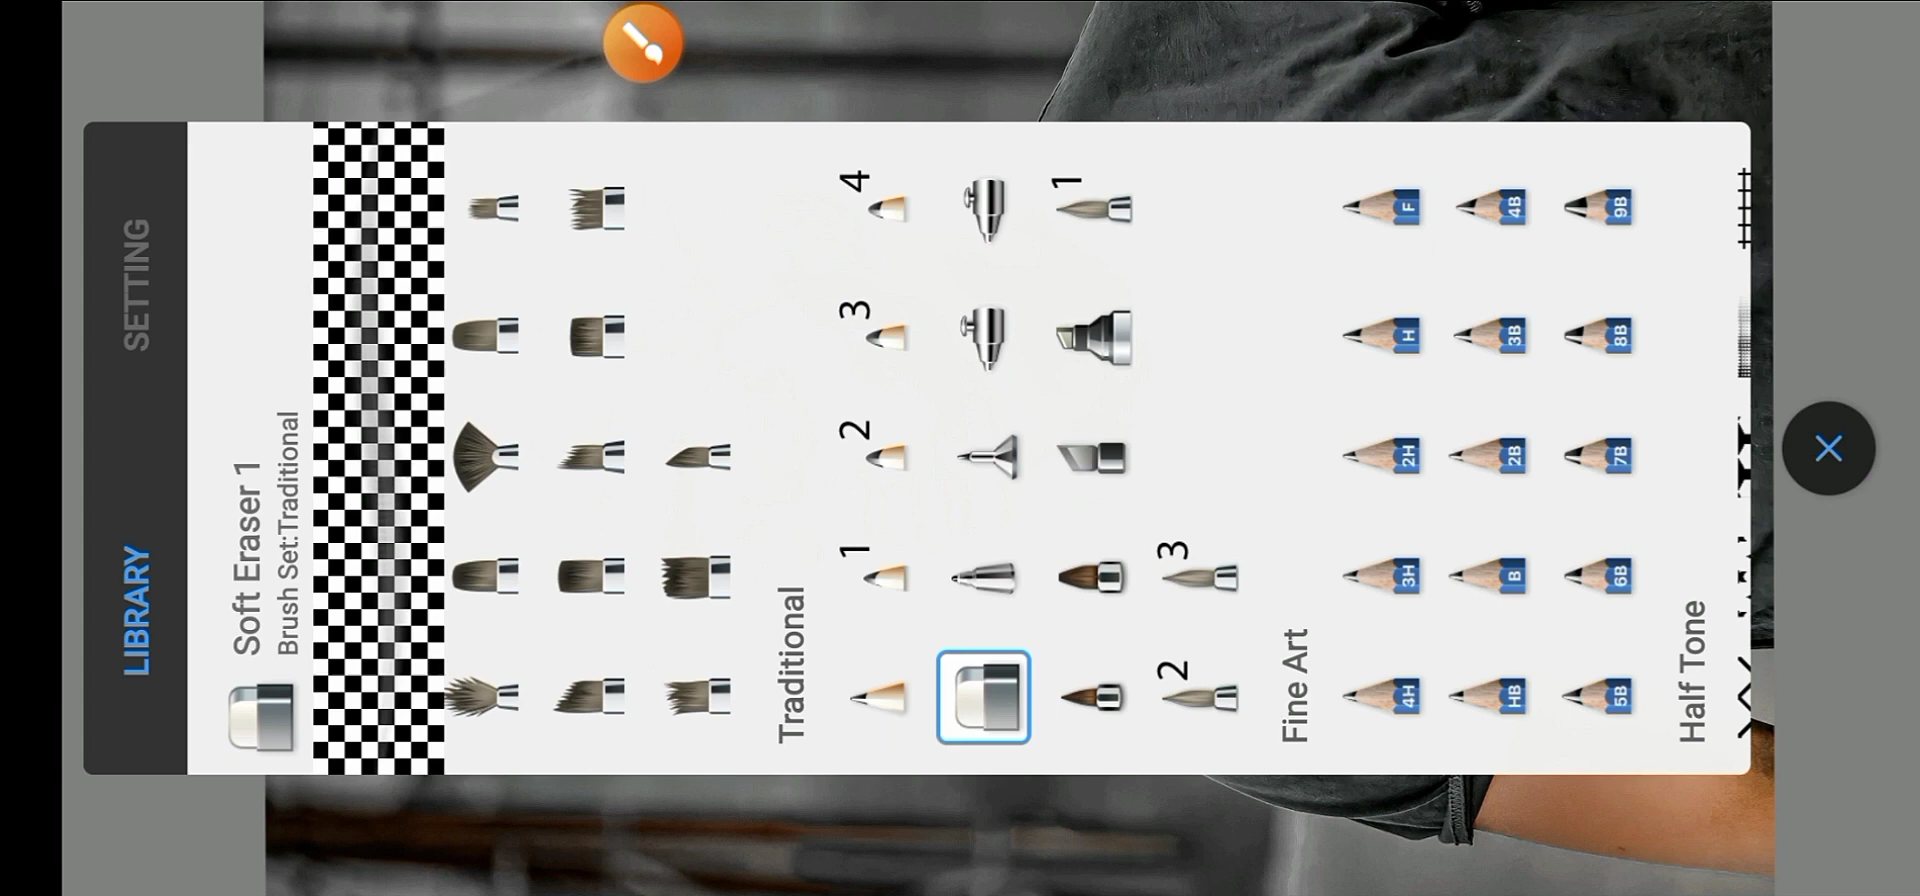 LIBRARY SETTING
Soft Eraser 1
Brush Set:Traditional
Traditional
1 2 3 4
1
2 3
Fine Art
4H 3H 2H H F
HB B 2B 3B 4B
5B 6B 7B 8B 9B
Half Tone